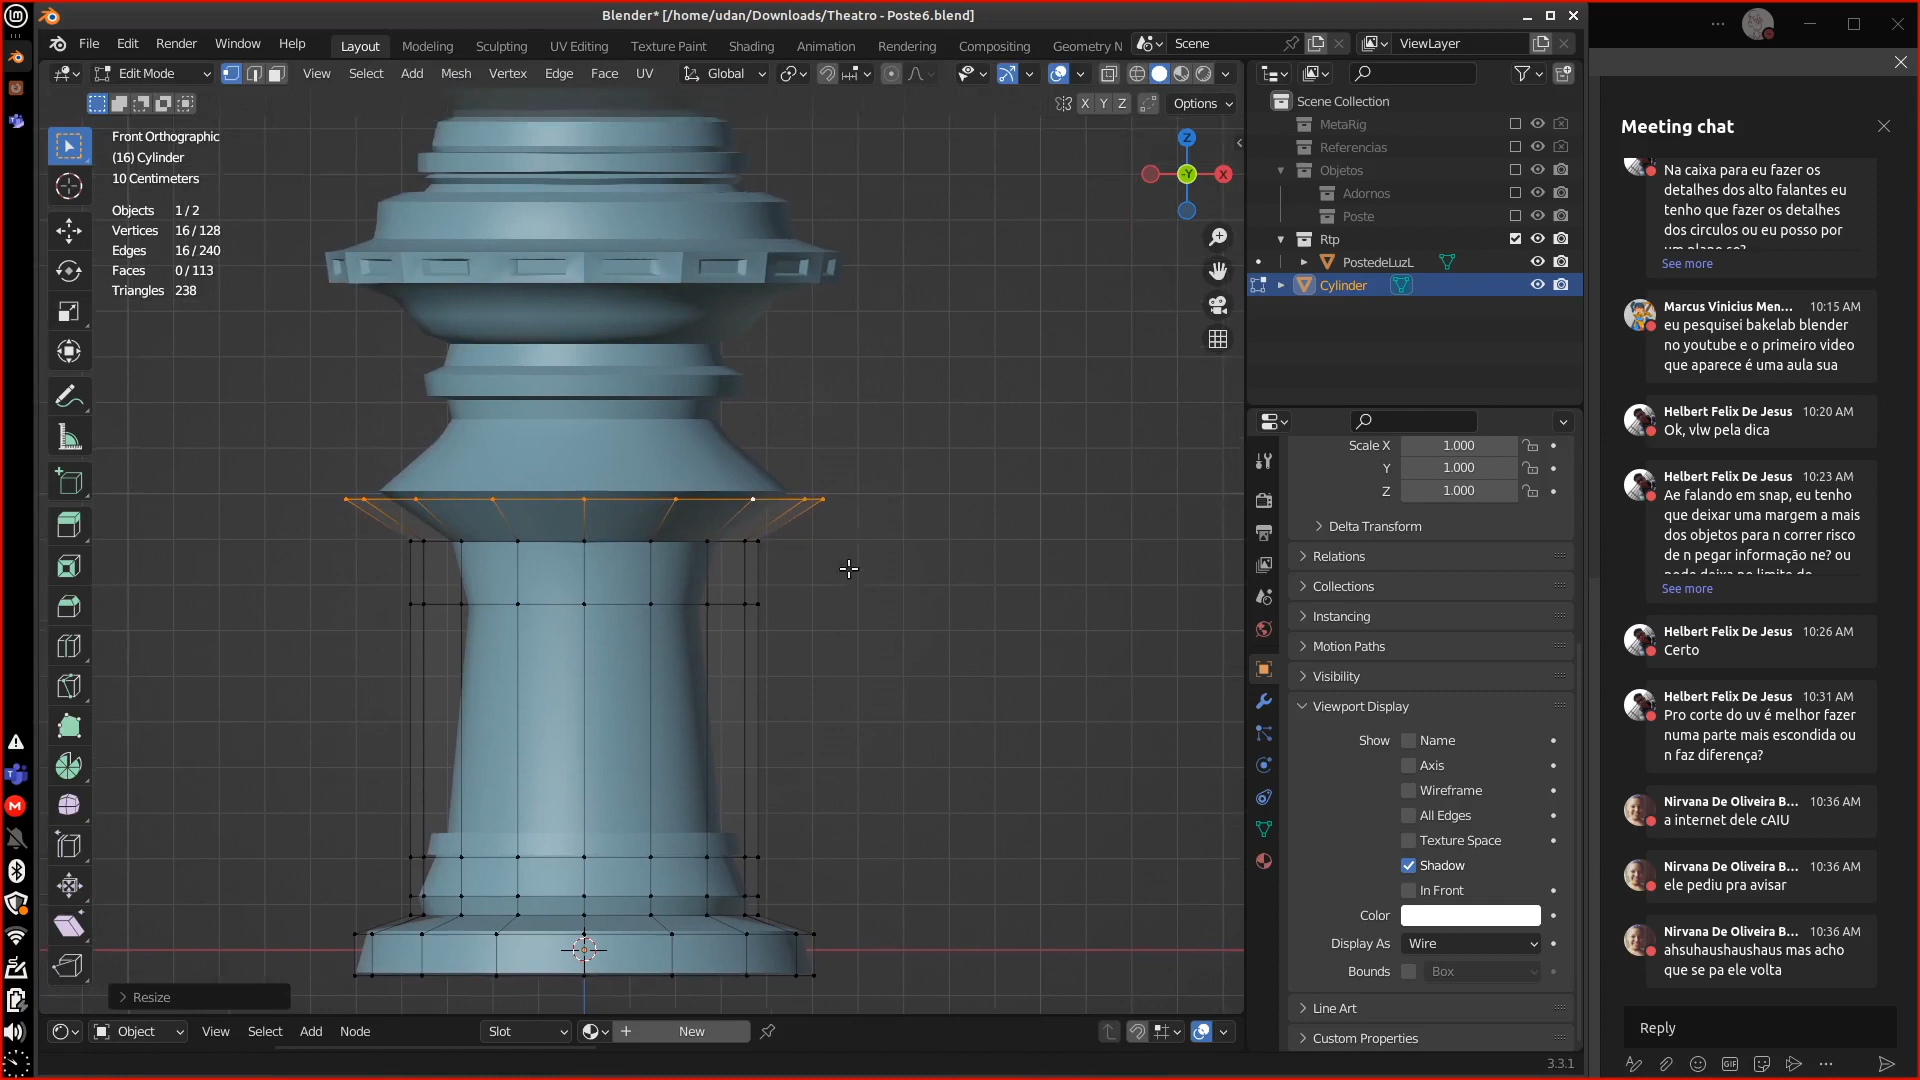 Blender* [/home/udan/Downloads/Theatro - Poste6.blend]
File Edit Render Window Help
Layout Modeling Sculpting UV Editing Texture Paint Shading Animation Rendering Compositing Geometry N
Scene
ViewLayer
Edit Mode
View Select Add Mesh Vertex Edge Face UV
Global
X Y Z
Options
Front Orthographic
(16) Cylinder
10 Centimeters
Objects 1 / 2
Vertices 16 / 128
Edges 16 / 240
Faces 0 / 113
Triangles 238
Z
-Y
X
Scene Collection
MetaRig
Referencias
Objetos
Adornos
Poste
Rtp
PostedeLuzL
Cylinder
Scale X 1.000
Y 1.000
Z 1.000
Delta Transform
Relations
Collections
Instancing
Motion Paths
Visibility
Viewport Display
Show Name
Axis
Wireframe
All Edges
Texture Space
Shadow
In Front
Color
Display As Wire
Bounds Box
Line Art
Custom Properties
Resize
Object
View Select Add Node
Slot
New
3.3.1
Meeting chat
Na caixa para eu fazer os
detalhes dos alto falantes eu
tenho que fazer os detalhes
dos circulos ou eu posso por
See more
Marcus Vinicius Men... 10:15 AM
eu pesquisei bakelab blender
no youtube e o primeiro video
que aparece é uma aula sua
Helbert Felix De Jesus 10:20 AM
Ok, vlw pela dica
Helbert Felix De Jesus 10:23 AM
Ae falando em snap, eu tenho
que deixar uma margem a mais
dos objetos para n correr risco
de n pegar informação ne? ou
See more
Helbert Felix De Jesus 10:26 AM
Certo
Helbert Felix De Jesus 10:31 AM
Pro corte do uv é melhor fazer
numa parte mais escondida ou
n faz diferença?
Nirvana De Oliveira B... 10:36 AM
a internet dele cAIU
Nirvana De Oliveira B... 10:36 AM
ele pediu pra avisar
Nirvana De Oliveira B... 10:36 AM
ahsuhaushaushaus mas acho
que se pa ele volta
Reply
GIF